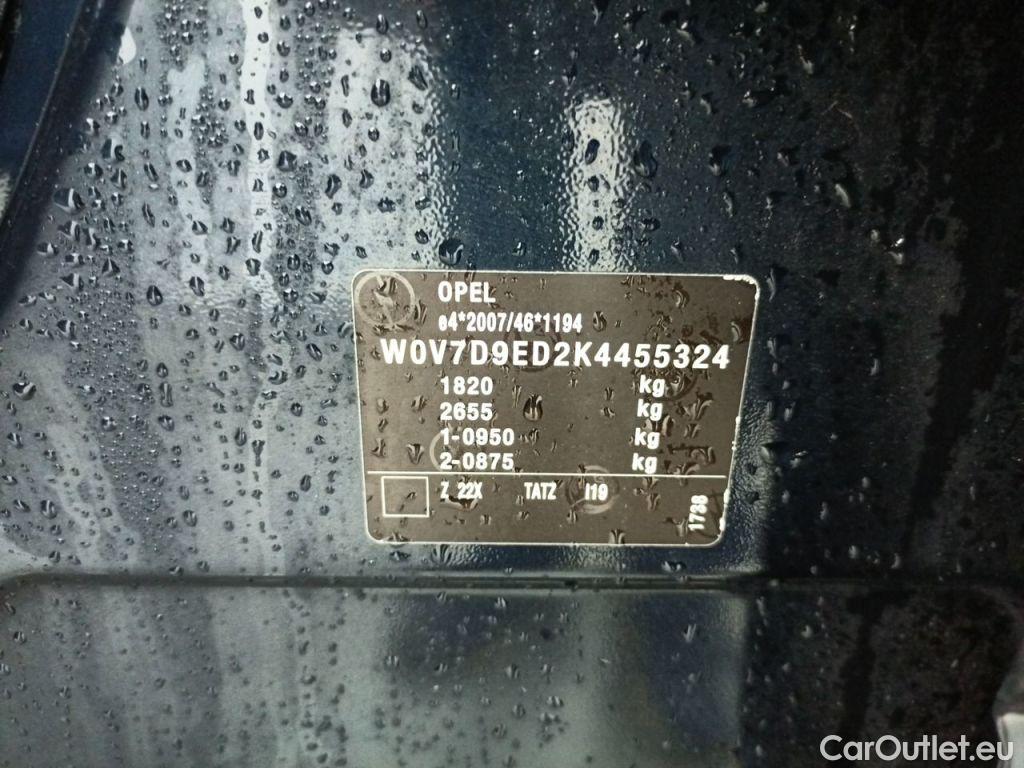 OPEL
e4*2007/46*1194
W0V7D9ED2K4455324
1820 kg
2655 kg
1-0950 kg
2-0875 kg
Z 22X TATZ I19
1738
CarOutlet.eu